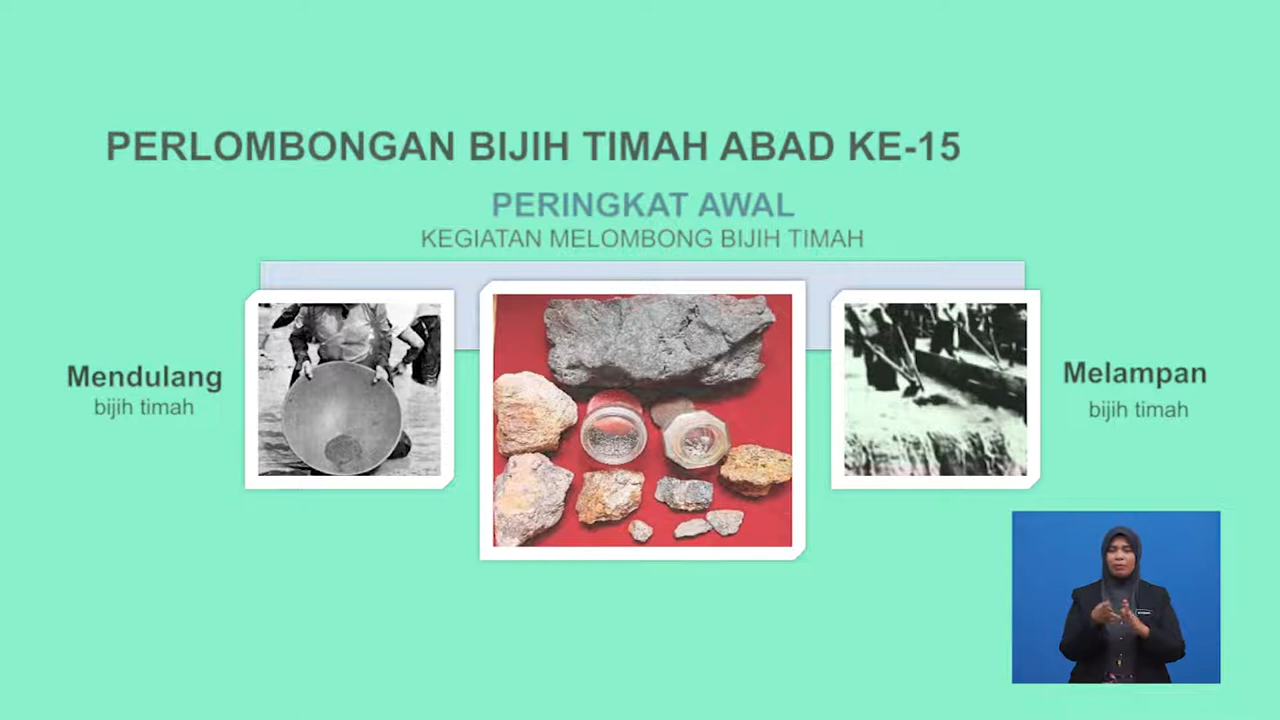 PERLOMBONGAN BIJIH TIMAH ABAD KE-15
PERINGKAT AWAL
KEGIATAN MELOMBONG BIJIH TIMAH
Mendulang
bijih timah
Melampan
bijih timah